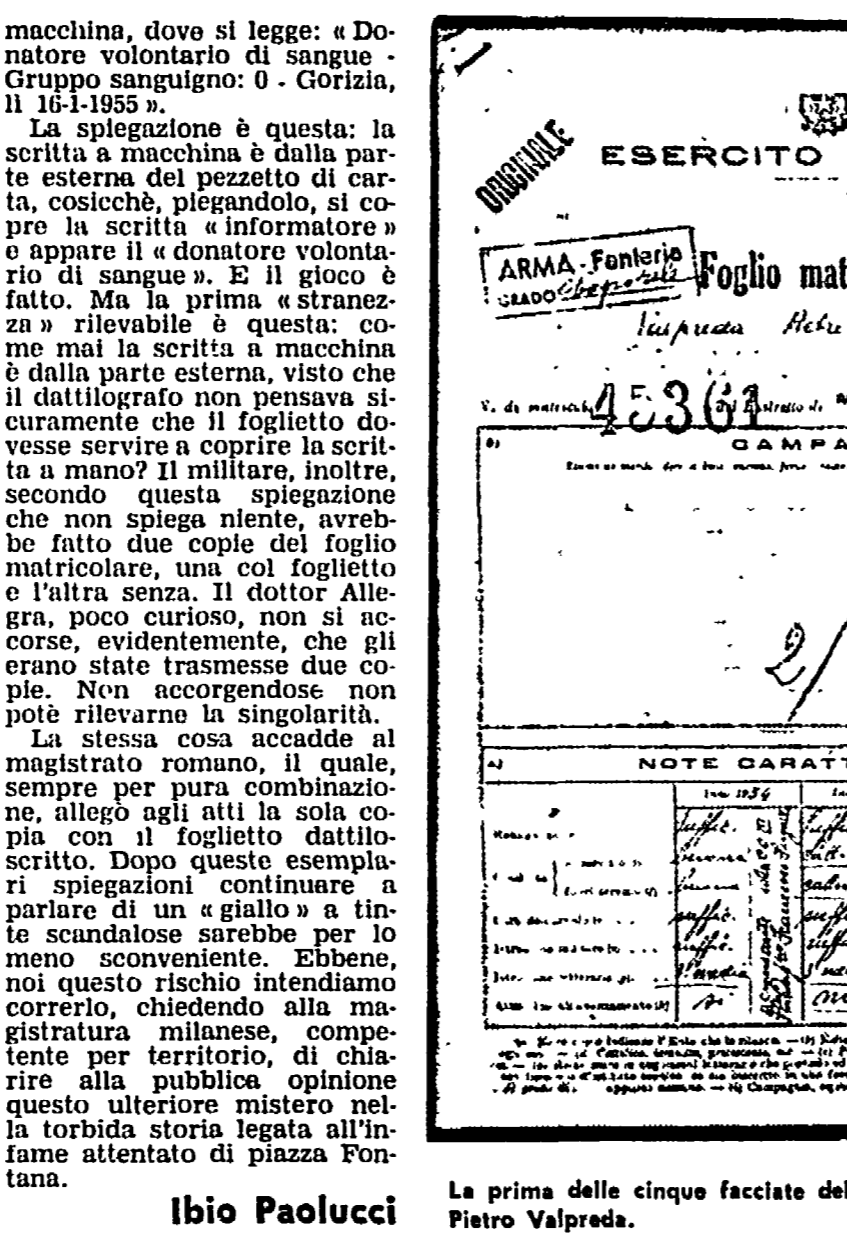 macchina, dove si legge: « Do-
natore volontario di sangue -
Gruppo sanguigno: 0 - Gorizia,
lì 16-1-1955 ».
La spiegazione è questa: la
scritta a macchina è dalla par-
te esterna del pezzetto di car-
ta, cosicchè, piegandolo, si co-
pre la scritta « informatore »
e appare il « donatore volonta-
rio di sangue ». E il gioco è
fatto. Ma la prima « stranez-
za » rilevabile è questa: co-
me mai la scritta a macchina
è dalla parte esterna, visto che
il dattilografo non pensava si-
curamente che il foglietto do-
vesse servire a coprire la scrit-
ta a mano? Il militare, inoltre,
secondo questa spiegazione
che non spiega niente, avreb-
be fatto due copie del foglio
matricolare, una col foglietto
e l'altra senza. Il dottor Alle-
gra, poco curioso, non si ac-
corse, evidentemente, che gli
erano state trasmesse due co-
pie. Non accorgendose non
potè rilevarne la singolarità.
La stessa cosa accadde al
magistrato romano, il quale,
sempre per pura combinazio-
ne, allegò agli atti la sola co-
pia con il foglietto dattilo-
scritto. Dopo queste esempla-
ri spiegazioni continuare a
parlare di un « giallo » a tin-
te scandalose sarebbe per lo
meno sconveniente. Ebbene,
noi questo rischio intendiamo
correrlo, chiedendo alla ma-
gistratura milanese, compe-
tente per territorio, di chia-
rire alla pubblica opinione
questo ulteriore mistero nel-
la torbida storia legata all'in-
fame attentato di piazza Fon-
tana.
Ibio Paolucci
ORIGINALE
ESERCITO
ARMA - Fanteria
GRADO
Foglio mat
45361
CAMPA
2/
NOTE CARATT
1954
suffic.
suffic.
suffic.
si
La prima delle cinque facciate del
Pietro Valpreda.